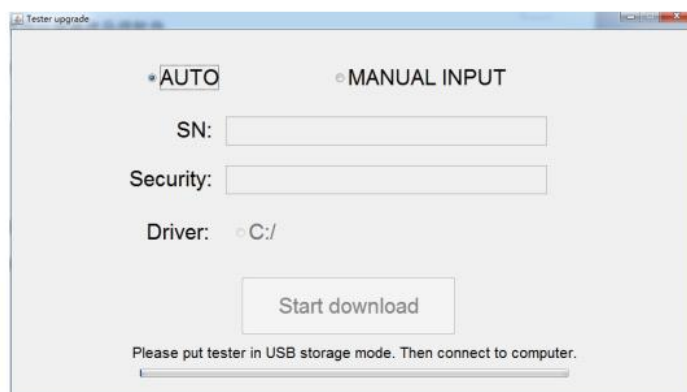 Tester upgrade
AUTO
MANUAL INPUT
SN:
Security:
Driver:
C:/
Start download
Please put tester in USB storage mode. Then connect to computer.